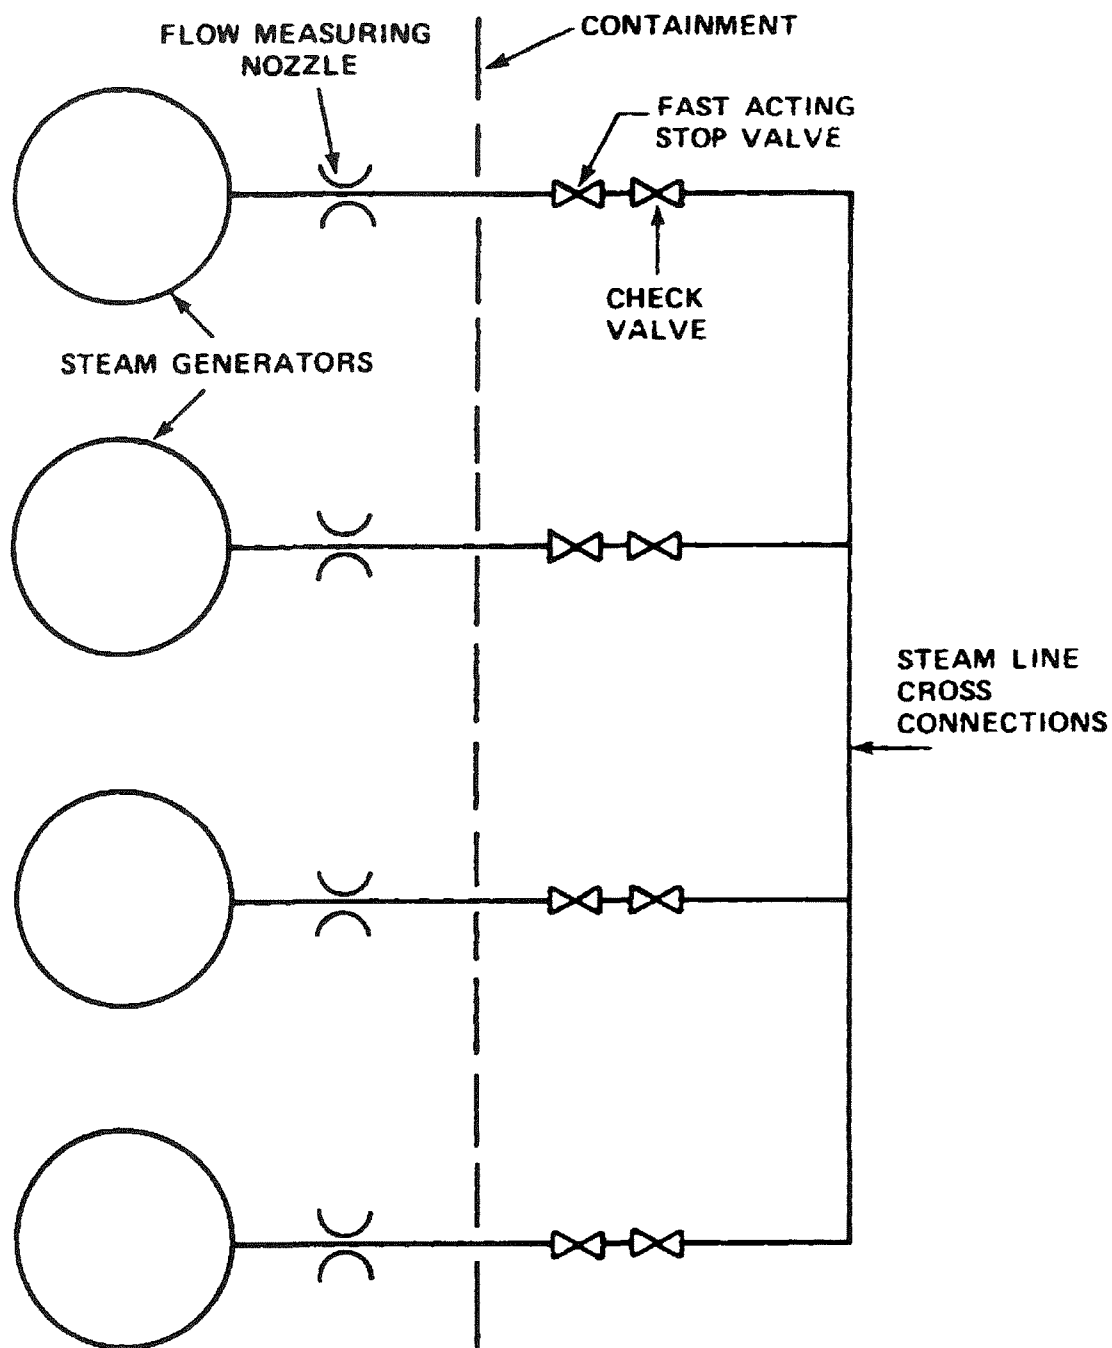 FLOW MEASURING
NOZZLE
CONTAINMENT
FAST ACTING
STOP VALVE
CHECK
VALVE
STEAM GENERATORS
STEAM LINE
CROSS
CONNECTIONS